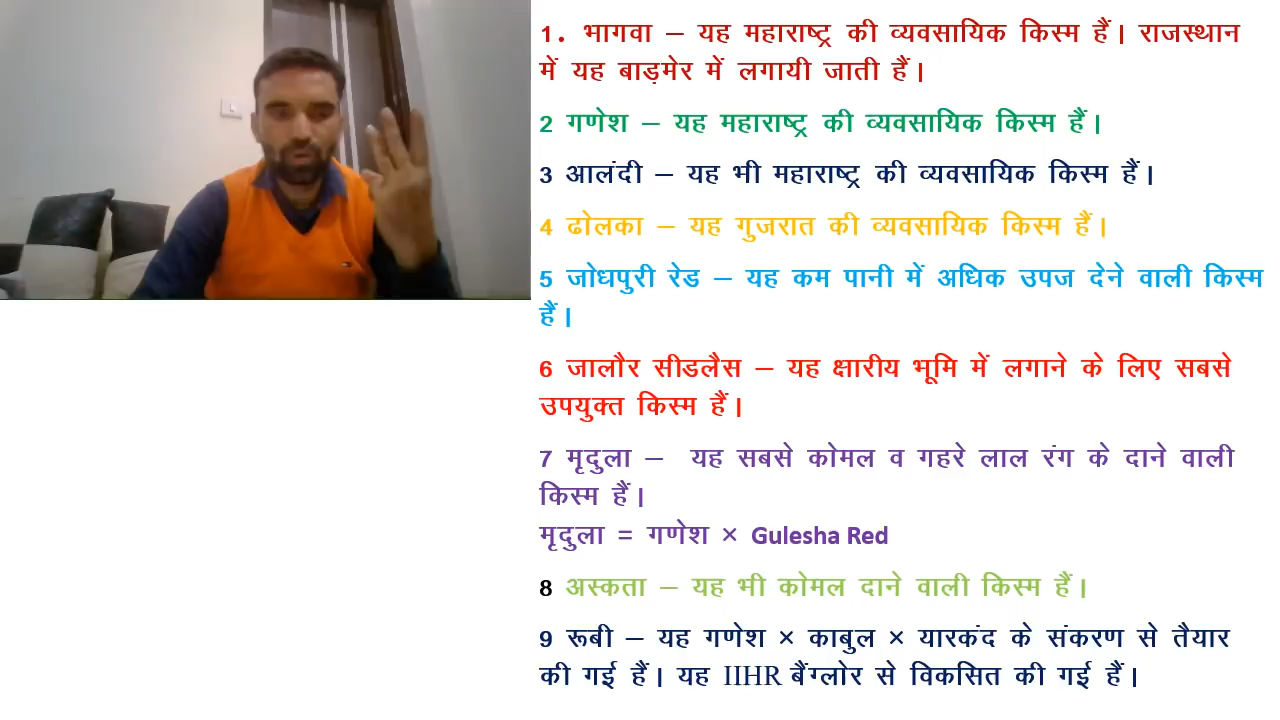 1. भागवा – यह महाराष्ट्र की व्यवसायिक किस्म हैं। राजस्थान
में यह बाड़मेर में लगायी जाती हैं।
2 गणेश – यह महाराष्ट्र की व्यवसायिक किस्म हैं।
3 आलंदी – यह भी महाराष्ट्र की व्यवसायिक किस्म हैं।
4 ढोलका – यह गुजरात की व्यवसायिक किस्म हैं।
5 जोधपुरी रेड – यह कम पानी में अधिक उपज देने वाली किस्म
हैं।
6 जालौर सीडलैस – यह क्षारीय भूमि में लगाने के लिए सबसे
उपयुक्त किस्म हैं।
7 मृदुला – यह सबसे कोमल व गहरे लाल रंग के दाने वाली
किस्म हैं।
मृदुला = गणेश × Gulesha Red
8 अस्कता – यह भी कोमल दाने वाली किस्म हैं।
9 रूबी – यह गणेश × काबुल × यारकंद के संकरण से तैयार
की गई हैं। यह IIHR बैंग्लोर से विकसित की गई हैं।